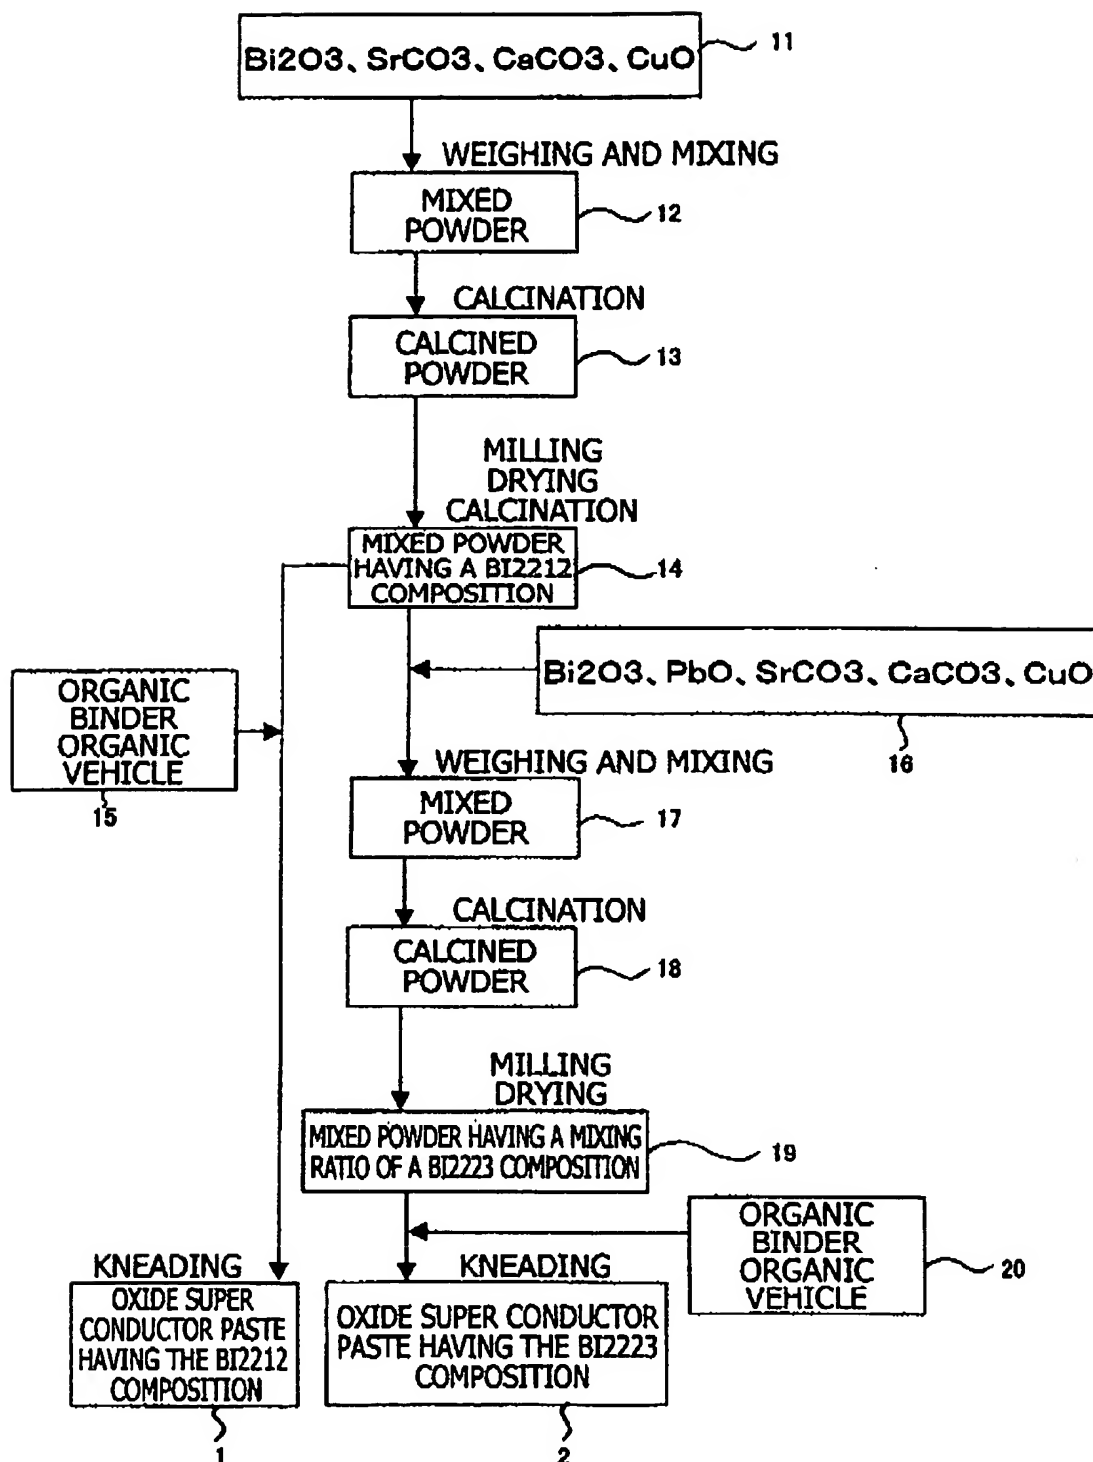 Bi2O3、SrCO3、CaCO3、CuO
11
WEIGHING AND MIXING
MIXED
POWDER
12
CALCINATION
CALCINED
POWDER
13
MILLING
DRYING
CALCINATION
MIXED POWDER
HAVING A BI2212
COMPOSITION
14
Bi2O3、PbO、SrCO3、CaCO3、CuO
16
ORGANIC
BINDER
ORGANIC
VEHICLE
15
WEIGHING AND MIXING
MIXED
POWDER
17
CALCINATION
CALCINED
POWDER
18
MILLING
DRYING
MIXED POWDER HAVING A MIXING
RATIO OF A BI2223 COMPOSITION
19
ORGANIC
BINDER
ORGANIC
VEHICLE
20
KNEADING
OXIDE SUPER
CONDUCTOR PASTE
HAVING THE BI2212
COMPOSITION
1
KNEADING
OXIDE SUPER CONDUCTOR
PASTE HAVING THE BI2223
COMPOSITION
2